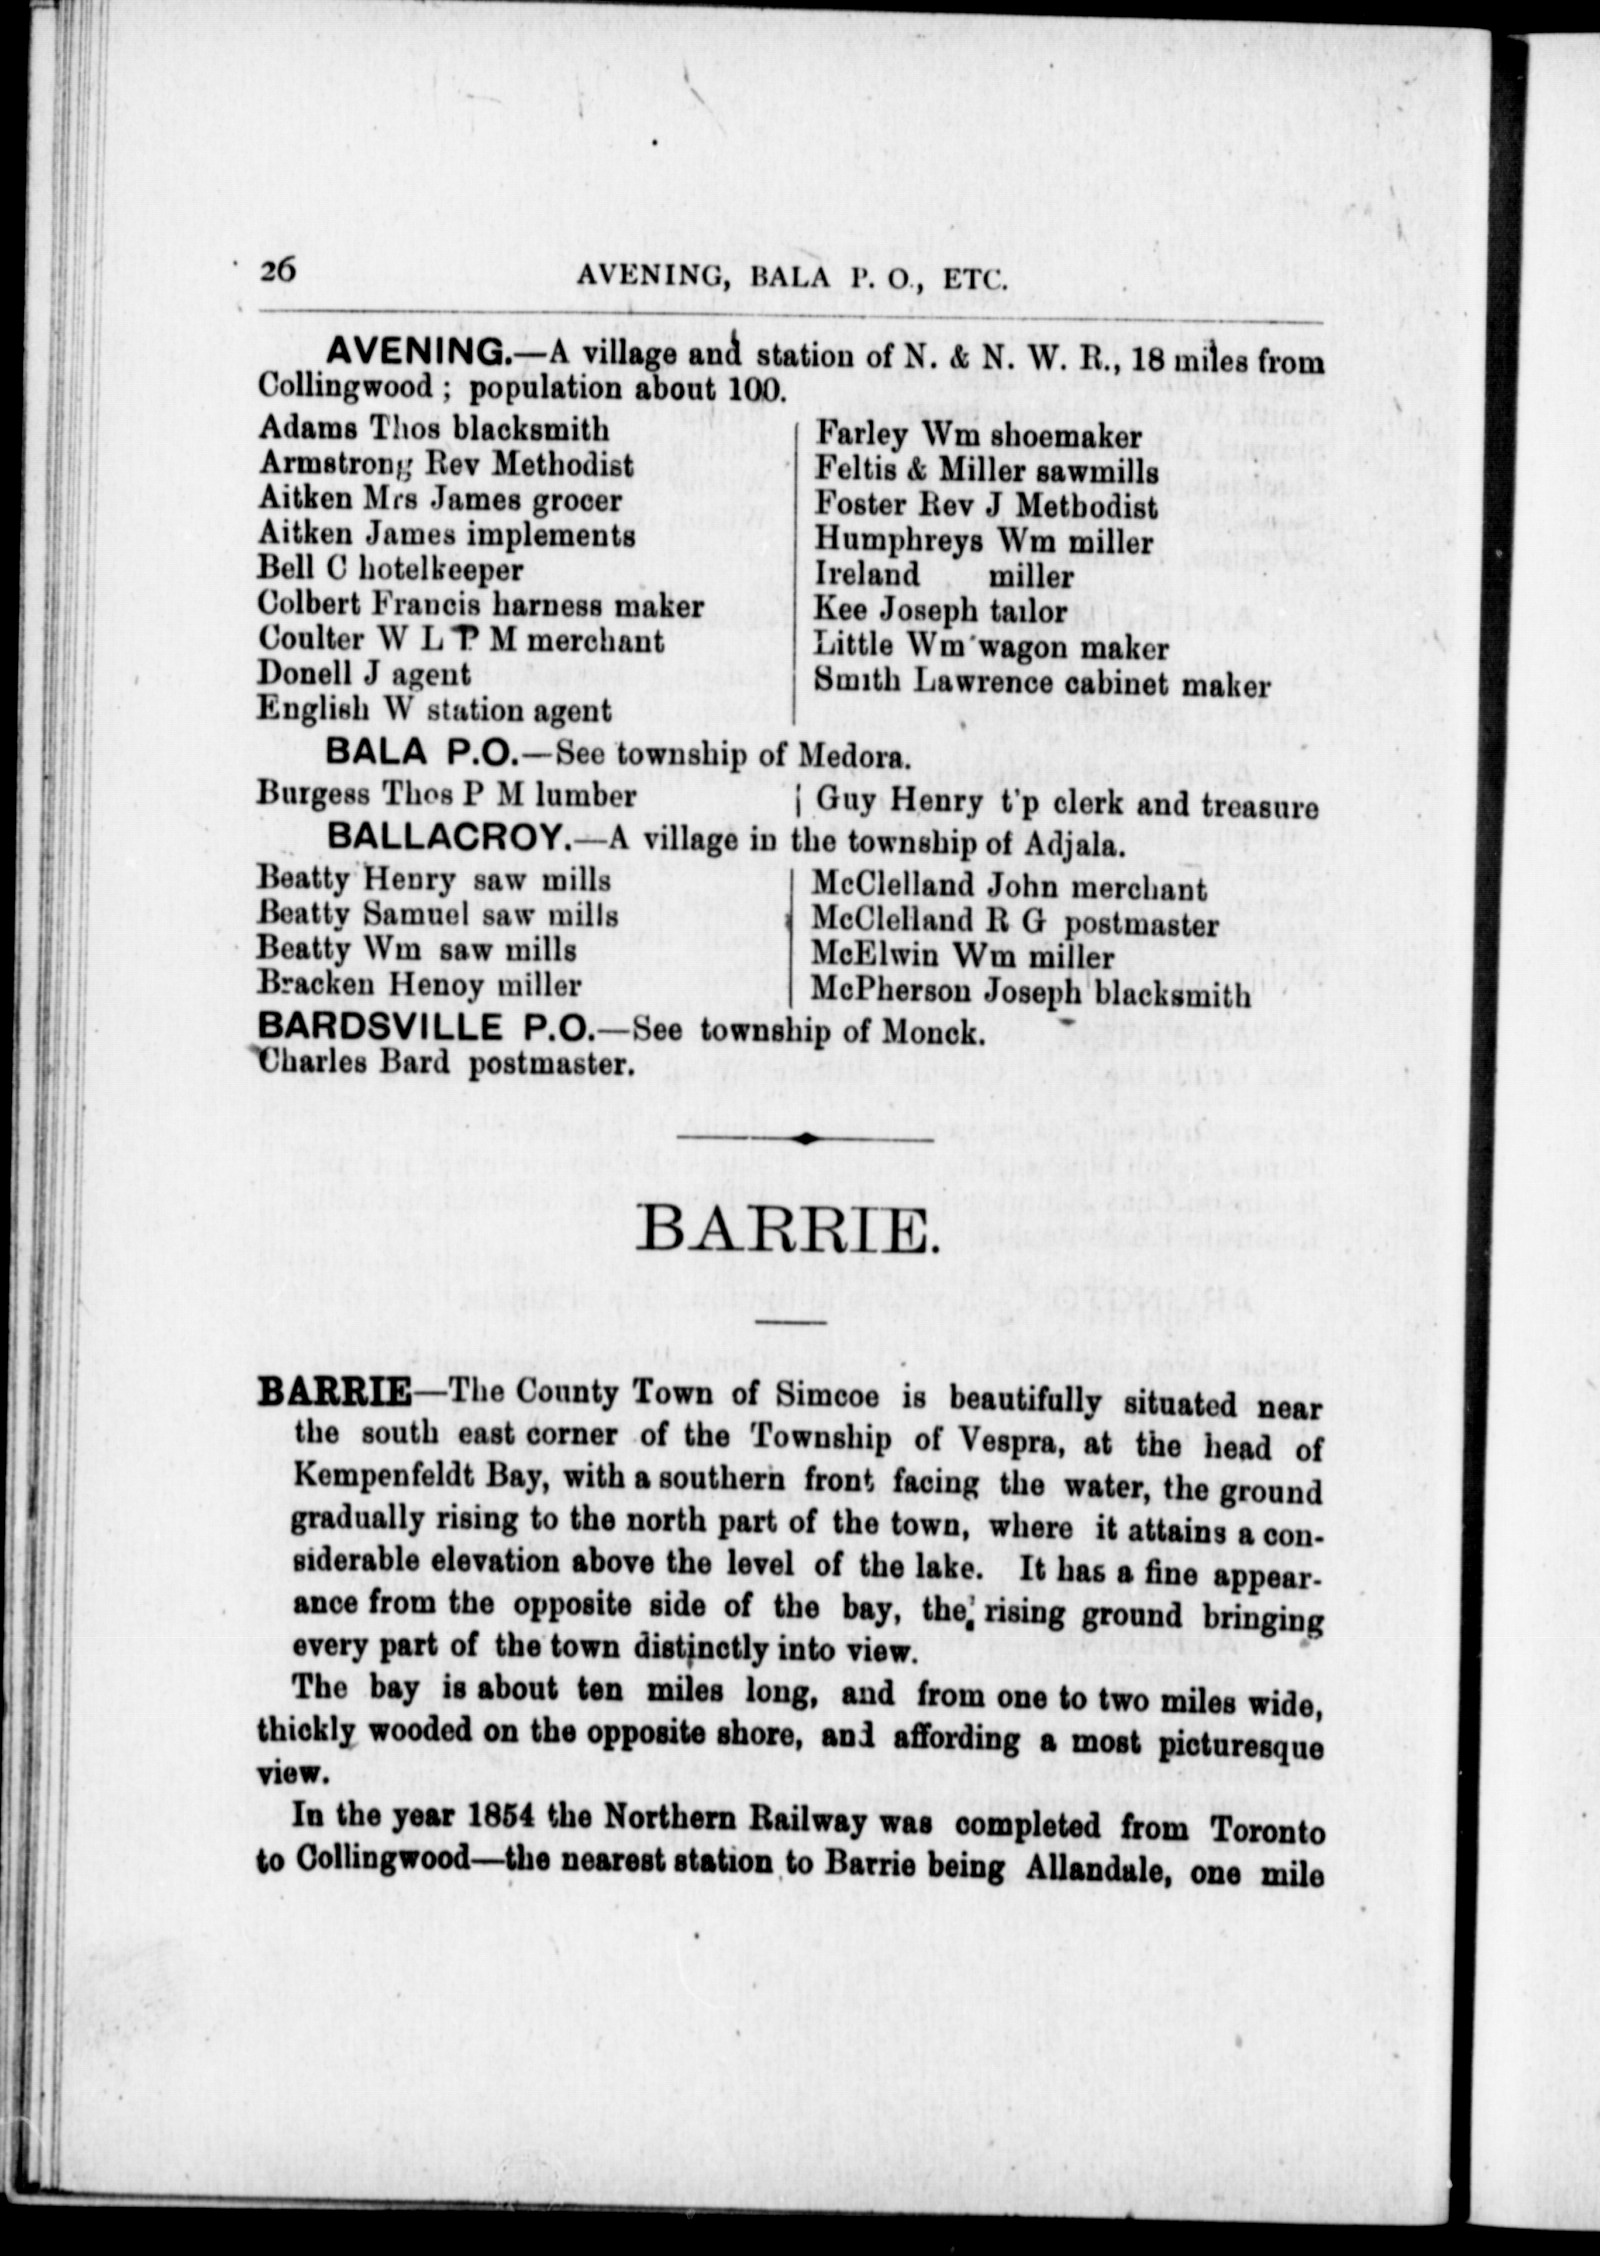 26 AVENING, BALA P. O., ETC.
AVENING.—A village and station of N. & N. W. R., 18 miles from
Collingwood ; population about 100.
Adams Thos blacksmith
Armstrong Rev Methodist
Aitken Mrs James grocer
Aitken James implements
Bell C hotelkeeper
Colbert Francis harness maker
Coulter W L P M merchant
Donell J agent
English W station agent
Farley Wm shoemaker
Feltis & Miller sawmills
Foster Rev J Methodist
Humphreys Wm miller
Ireland miller
Kee Joseph tailor
Little Wm wagon maker
Smith Lawrence cabinet maker
BALA P.O.—See township of Medora.
Burgess Thos P M lumber
Guy Henry t'p clerk and treasure
BALLACROY.—A village in the township of Adjala.
Beatty Henry saw mills
Beatty Samuel saw mills
Beatty Wm saw mills
Bracken Henoy miller
McClelland John merchant
McClelland R G postmaster
McElwin Wm miller
McPherson Joseph blacksmith
BARDSVILLE P.O.—See township of Monck.
Charles Bard postmaster.
BARRIE.
BARRIE—The County Town of Simcoe is beautifully situated near
the south east corner of the Township of Vespra, at the head of
Kempenfeldt Bay, with a southern front facing the water, the ground
gradually rising to the north part of the town, where it attains a con-
siderable elevation above the level of the lake. It has a fine appear-
ance from the opposite side of the bay, the rising ground bringing
every part of the town distinctly into view.
The bay is about ten miles long, and from one to two miles wide,
thickly wooded on the opposite shore, and affording a most picturesque
view.
In the year 1854 the Northern Railway was completed from Toronto
to Collingwood—the nearest station to Barrie being Allandale, one mile